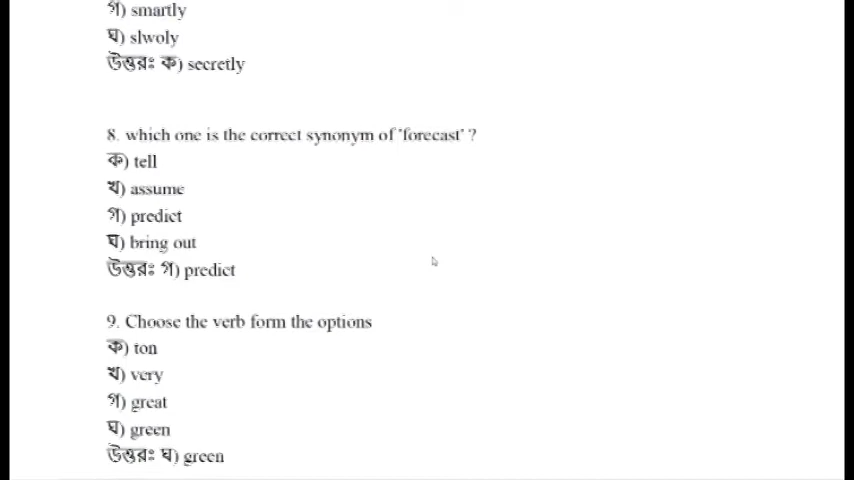 গ) smartly
ঘ) slwoly
উত্তরঃ ক) secretly
8. which one is the correct synonym of 'forecast' ?
ক) tell
খ) assume
গ) predict
ঘ) bring out
উত্তরঃ গ) predict
9. Choose the verb form the options
ক) ton
খ) very
গ) great
ঘ) green
উত্তরঃ ঘ) green